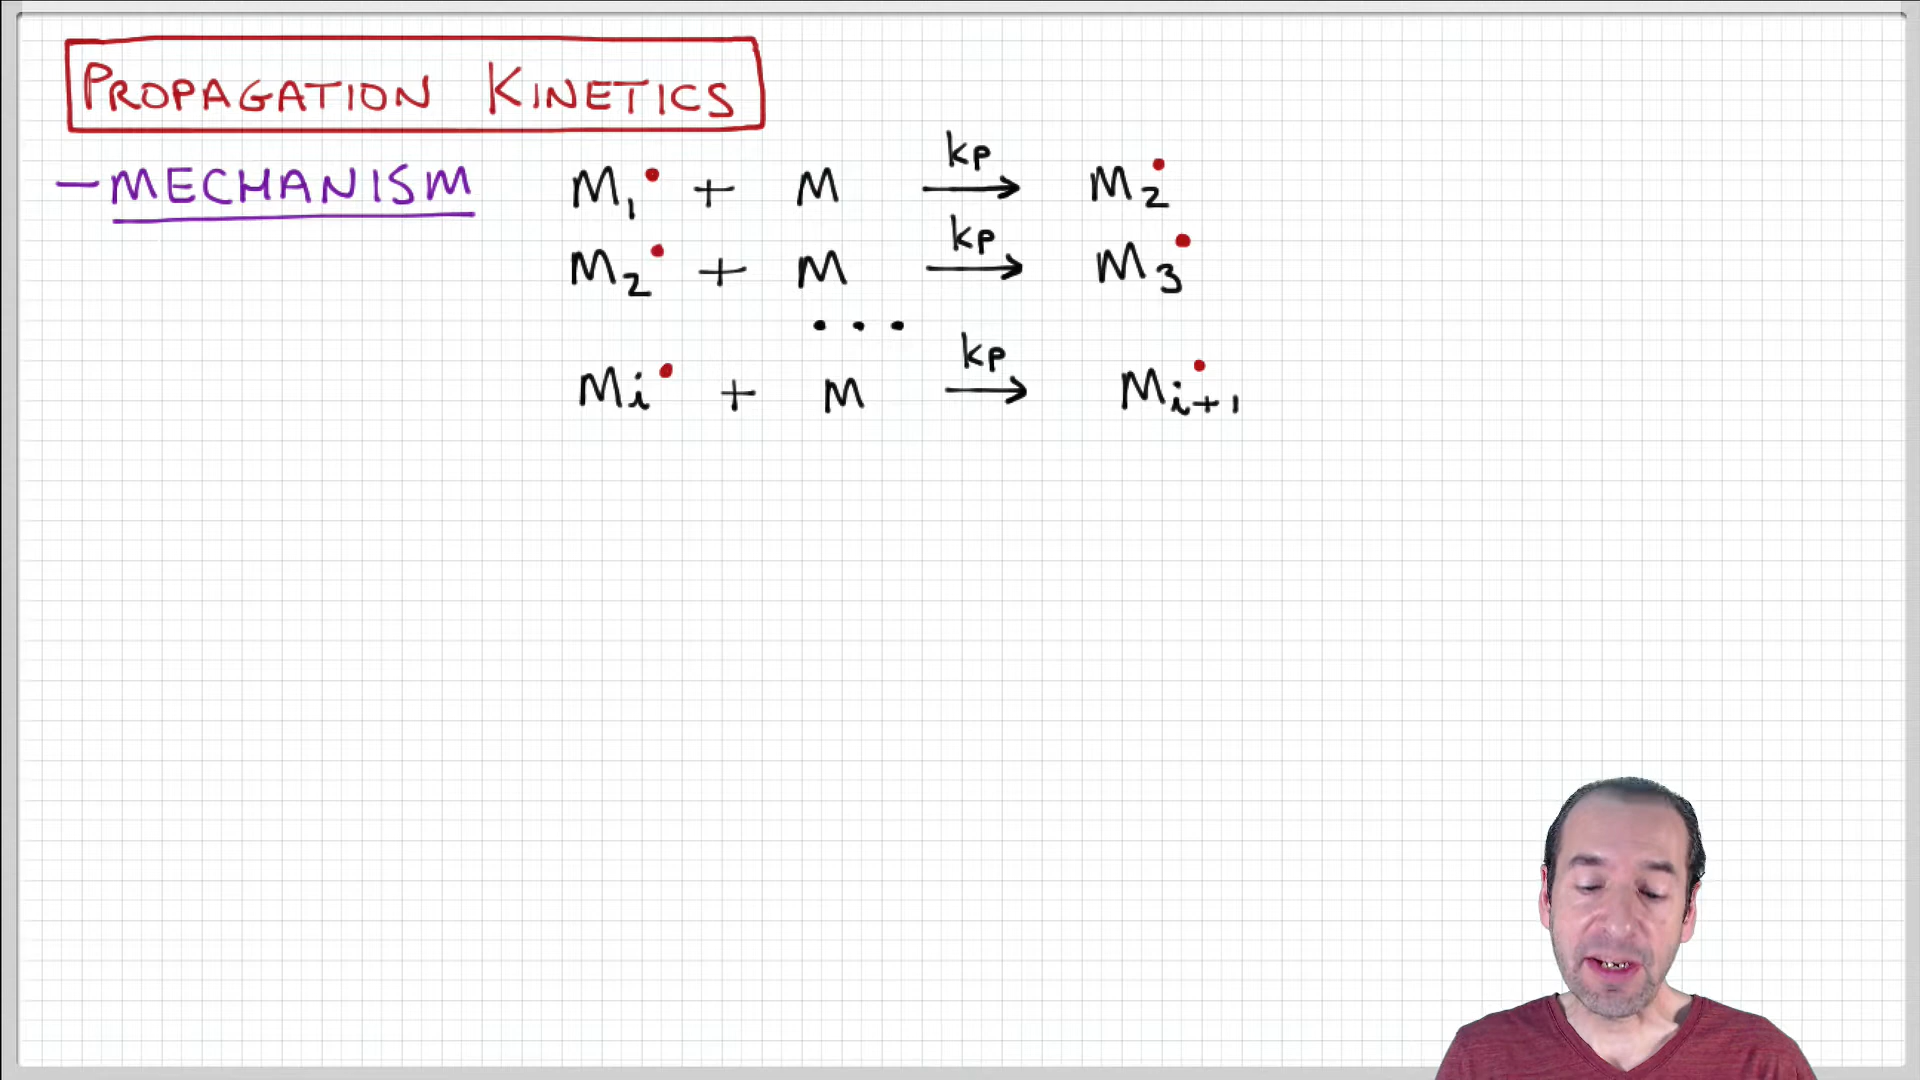 PROPAGATION KINETICS
- MECHANISM M₁• + M →kp M₂•
M₂• + M →kp M₃•
...
Mi• + M →kp Mi+1•